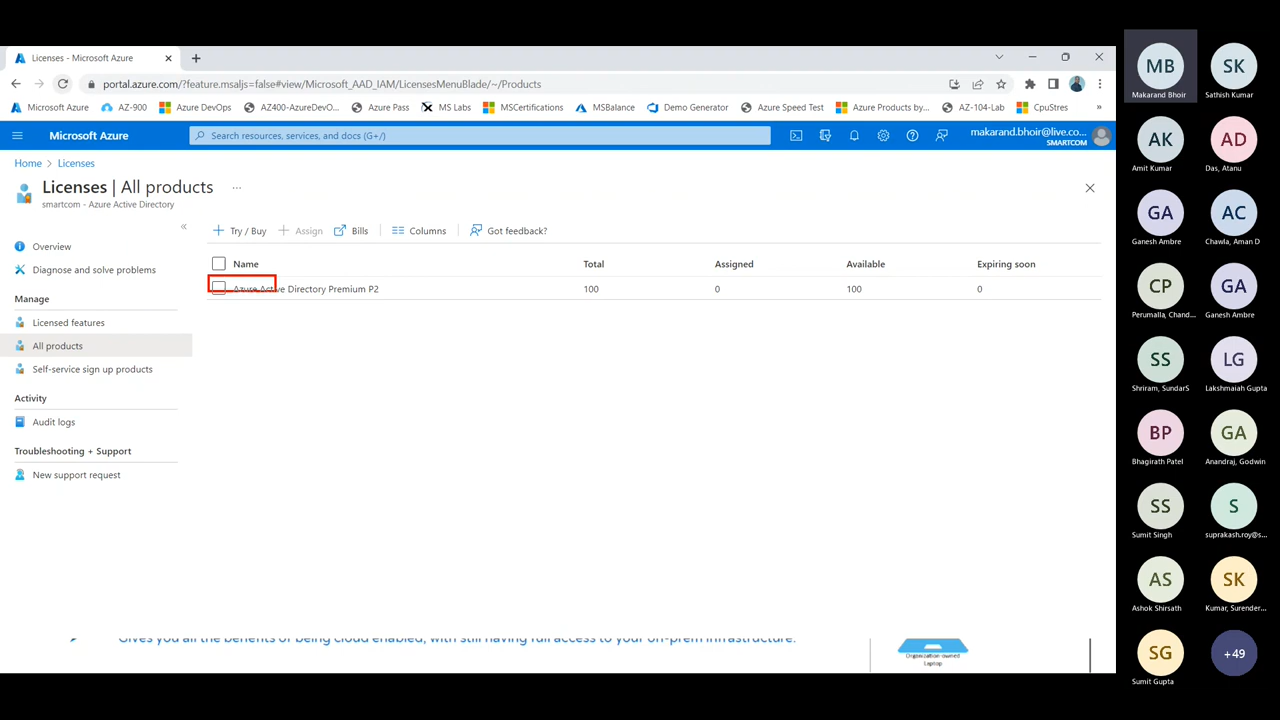 Licenses - Microsoft Azure
portal.azure.com/?feature.msaljs=false#view/Microsoft_AAD_IAM/LicensesMenuBlade/~/Products
Microsoft Azure
AZ-900
Azure DevOps
AZ400-AzureDevO...
Azure Pass
MS Labs
MSCertifications
MSBalance
Demo Generator
Azure Speed Test
Azure Products by...
AZ-104-Lab
CpuStres
»
Microsoft Azure
Search resources, services, and docs (G+/)
makarand.bhoir@live.co...
SMARTCOM
Home > Licenses
Licenses | All products
...
smartcom - Azure Active Directory
«
Overview
Diagnose and solve problems
Manage
Licensed features
All products
Self-service sign up products
Activity
Audit logs
Troubleshooting + Support
New support request
Try / Buy
Assign
Bills
Columns
Got feedback?
Name Total Assigned Available Expiring soon
Azure Active Directory Premium P2 100 0 100 0
Gives you all the benefits of being cloud enabled, with still having full access to your on-prem infrastructure.
Organization-owned
Laptop
MB
Makarand Bhoir
SK
Sathish Kumar
AK
Amit Kumar
AD
Das, Atanu
GA
Ganesh Ambre
AC
Chawla, Aman D
CP
Perumalla, Chand...
GA
Ganesh Ambre
SS
Shriram, SundarS
LG
Lakshmaiah Gupta
BP
Bhagirath Patel
GA
Anandraj, Godwin
SS
Sumit Singh
S
suprakash.roy@s...
AS
Ashok Shirsath
SK
Kumar, Surender...
SG
Sumit Gupta
+49